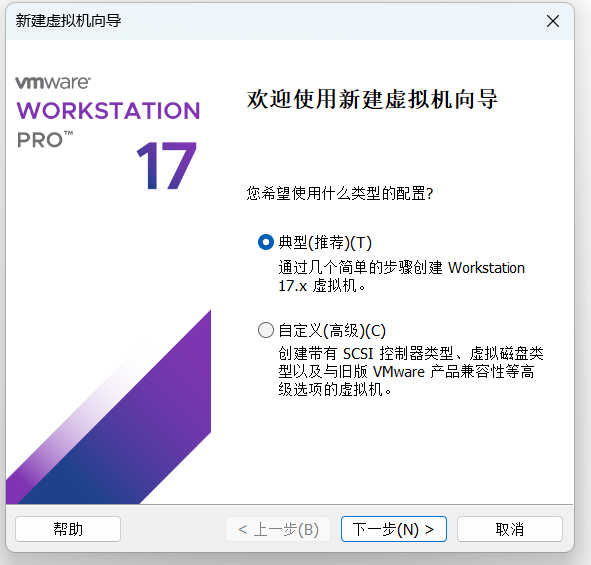 新建虚拟机向导
vmware®
WORKSTATION
PRO™
17
欢迎使用新建虚拟机向导
您希望使用什么类型的配置?
典型(推荐)(T)
通过几个简单的步骤创建 Workstation
17.x 虚拟机。
自定义(高级)(C)
创建带有 SCSI 控制器类型、虚拟磁盘类
型以及与旧版 VMware 产品兼容性等高
级选项的虚拟机。
帮助
< 上一步(B)
下一步(N) >
取消